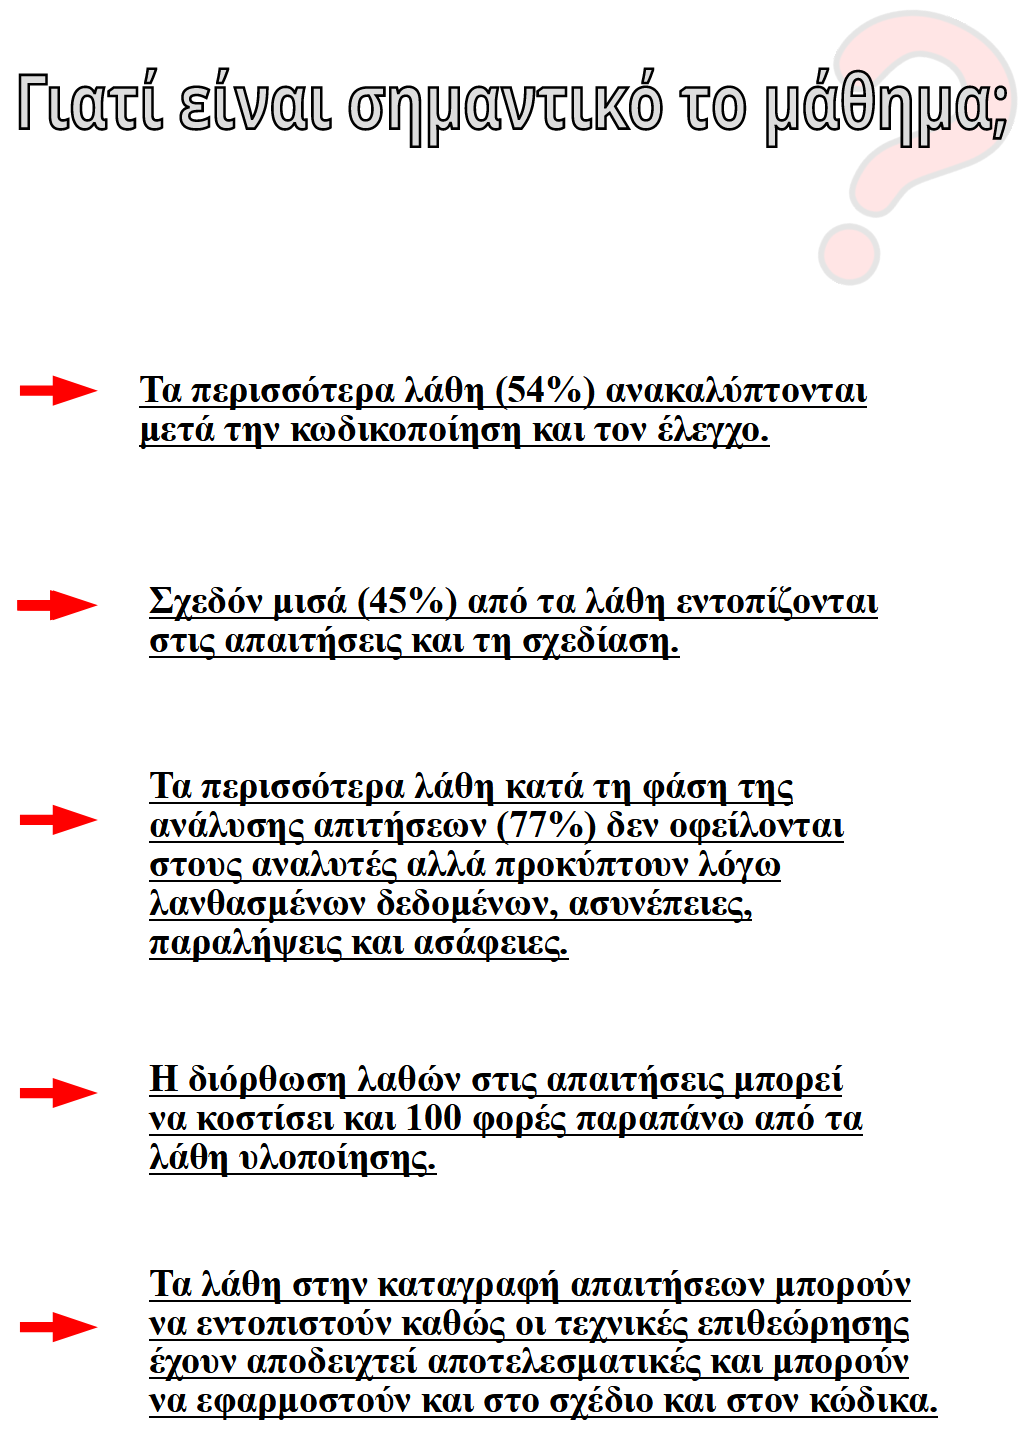 Γιατί είναι σημαντικό το μάθημα;
Τα περισσότερα λάθη (54%) ανακαλύπτονται
μετά την κωδικοποίηση και τον έλεγχο.
Σχεδόν μισά (45%) από τα λάθη εντοπίζονται
στις απαιτήσεις και τη σχεδίαση.
Τα περισσότερα λάθη κατά τη φάση της
ανάλυσης απιτήσεων (77%) δεν οφείλονται
στους αναλυτές αλλά προκύπτουν λόγω
λανθασμένων δεδομένων, ασυνέπειες,
παραλήψεις και ασάφειες.
Η διόρθωση λαθών στις απαιτήσεις μπορεί
να κοστίσει και 100 φορές παραπάνω από τα
λάθη υλοποίησης.
Τα λάθη στην καταγραφή απαιτήσεων μπορούν
να εντοπιστούν καθώς οι τεχνικές επιθεώρησης
έχουν αποδειχτεί αποτελεσματικές και μπορούν
να εφαρμοστούν και στο σχέδιο και στον κώδικα.